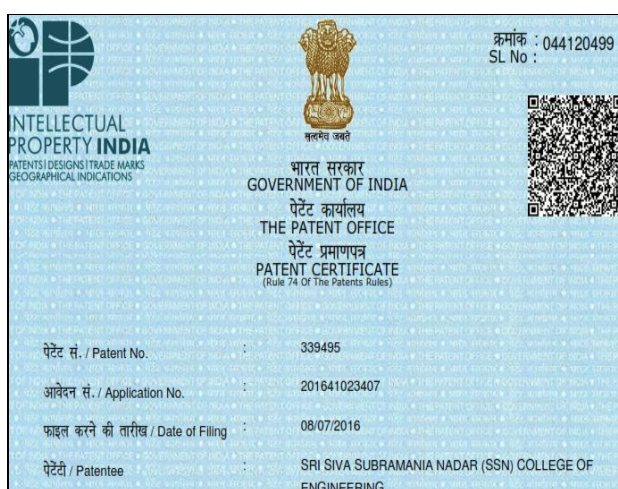 क्रमांक : 044120499
SL No :
INTELLECTUAL
PROPERTY INDIA
PATENTS | DESIGNS | TRADE MARKS
GEOGRAPHICAL INDICATIONS
सत्यमेव जयते
भारत सरकार
GOVERNMENT OF INDIA
पेटेंट कार्यालय
THE PATENT OFFICE
पेटेंट प्रमाणपत्र
PATENT CERTIFICATE
(Rule 74 Of The Patents Rules)
पेटेंट सं. / Patent No. : 339495
आवेदन सं. / Application No. : 201641023407
फाइल करने की तारीख / Date of Filing : 08/07/2016
पेटेंटी / Patentee : SRI SIVA SUBRAMANIA NADAR (SSN) COLLEGE OF
ENGINEERING